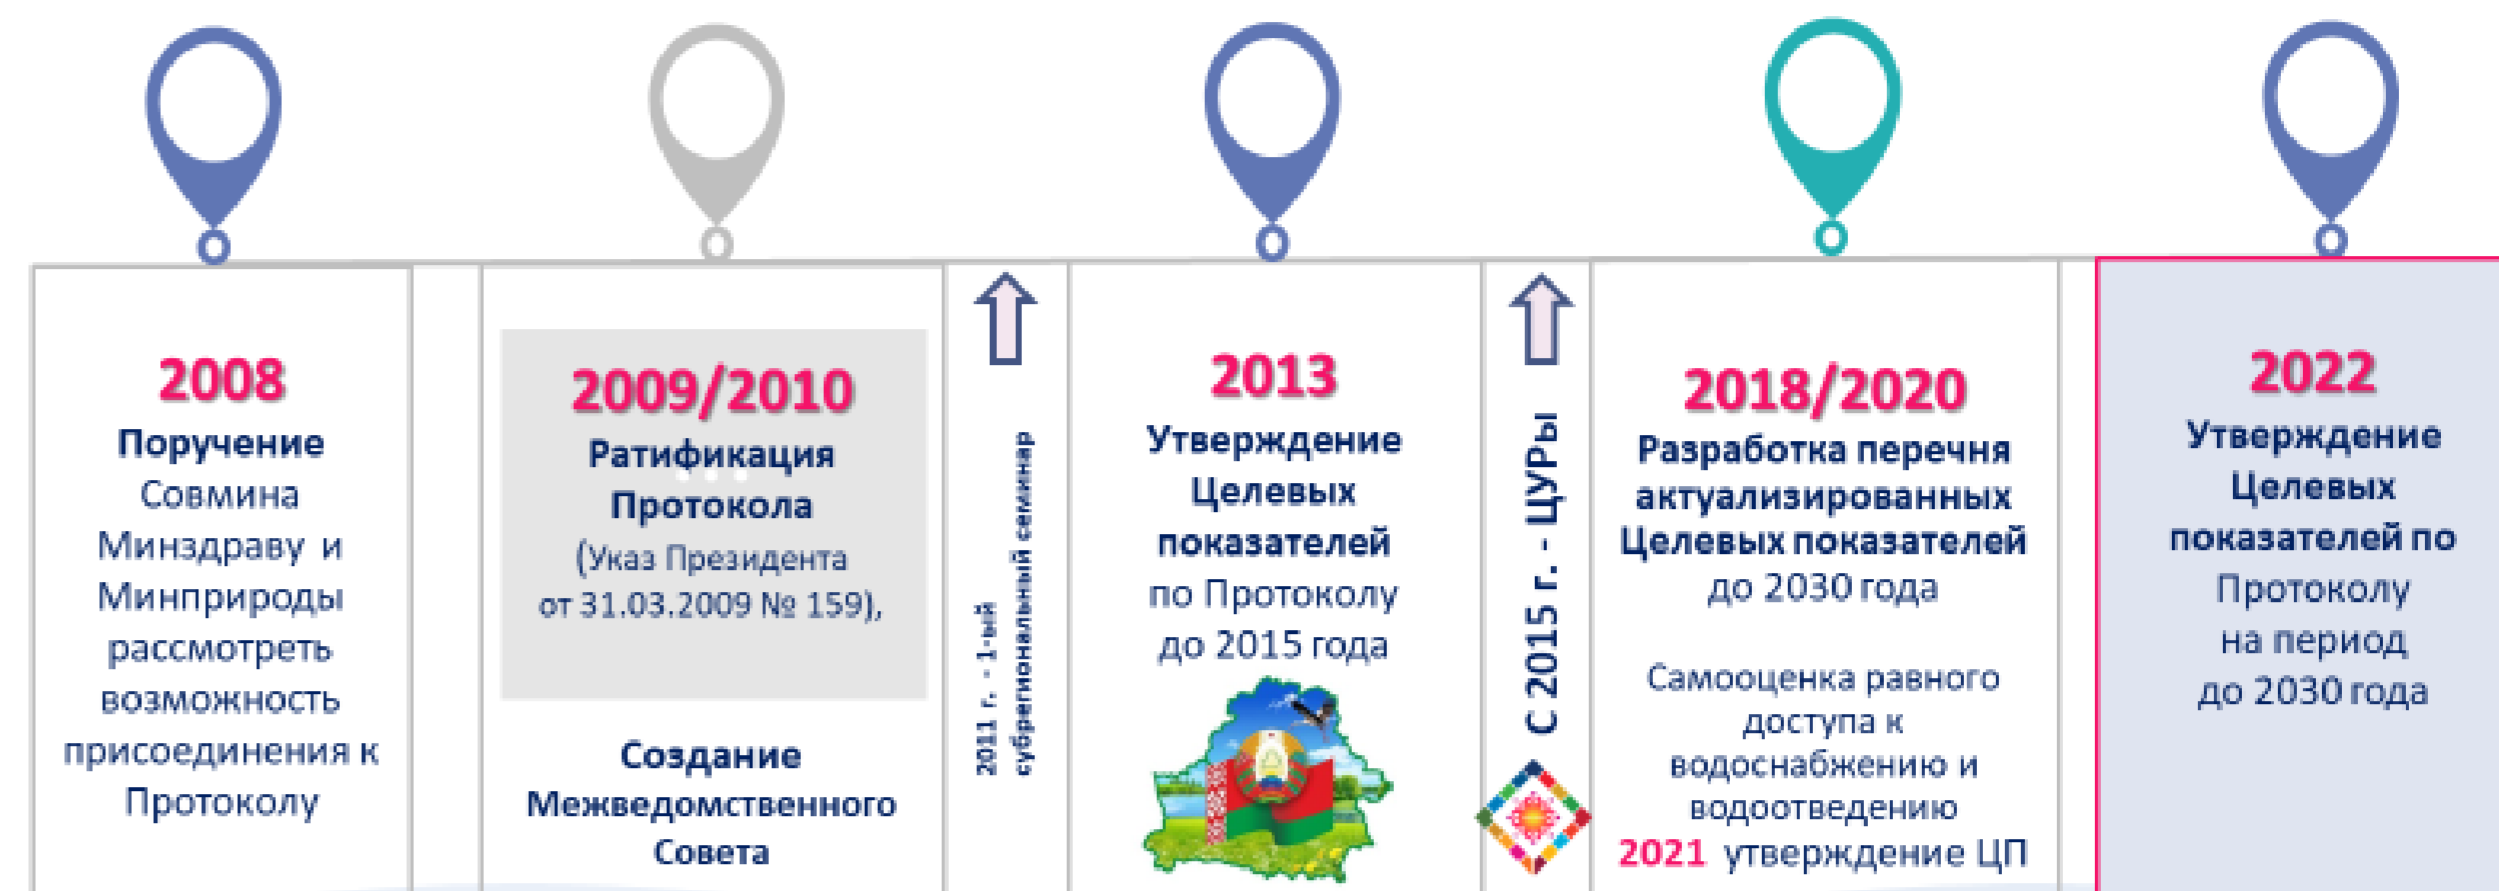 2008
Поручение
Совмина
Минздраву и
Минприроды
рассмотреть
возможность
присоединения к
Протоколу
2009/2010
Ратификация
Протокола
(Указ Президента
от 31.03.2009 № 159),
Создание
Межведомственного
Совета
2011 г. - 1-ый
субрегиональный семинар
2013
Утверждение
Целевых
показателей
по Протоколу
до 2015 года
С 2015 г. - ЦУРы
2018/2020
Разработка перечня
актуализированных
Целевых показателей
до 2030 года
Самооценка равного
доступа к
водоснабжению и
водоотведению
2021 утверждение ЦП
2022
Утверждение
Целевых
показателей по
Протоколу
на период
до 2030 года